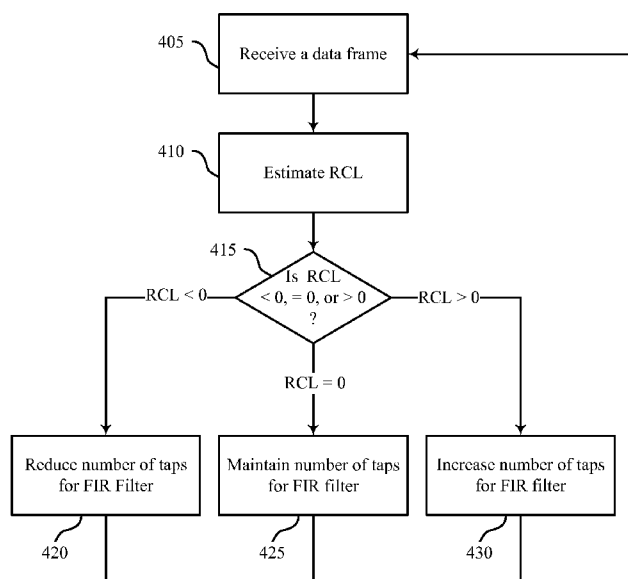 405
Receive a data frame
410
Estimate RCL
415
Is RCL
< 0, = 0, or > 0
?
RCL < 0
RCL > 0
RCL = 0
Reduce number of taps
for FIR Filter
Maintain number of taps
for FIR filter
Increase number of taps
for FIR filter
420
425
430